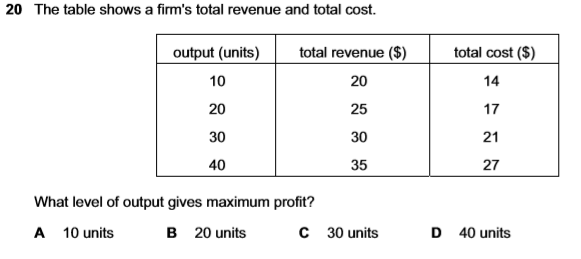 20 The table shows a firm's total revenue and total cost.
output (units) total revenue ($) total cost ($)
10 20 14
20 25 17
30 30 21
40 35 27
What level of output gives maximum profit?
A 10 units B 20 units C 30 units D 40 units